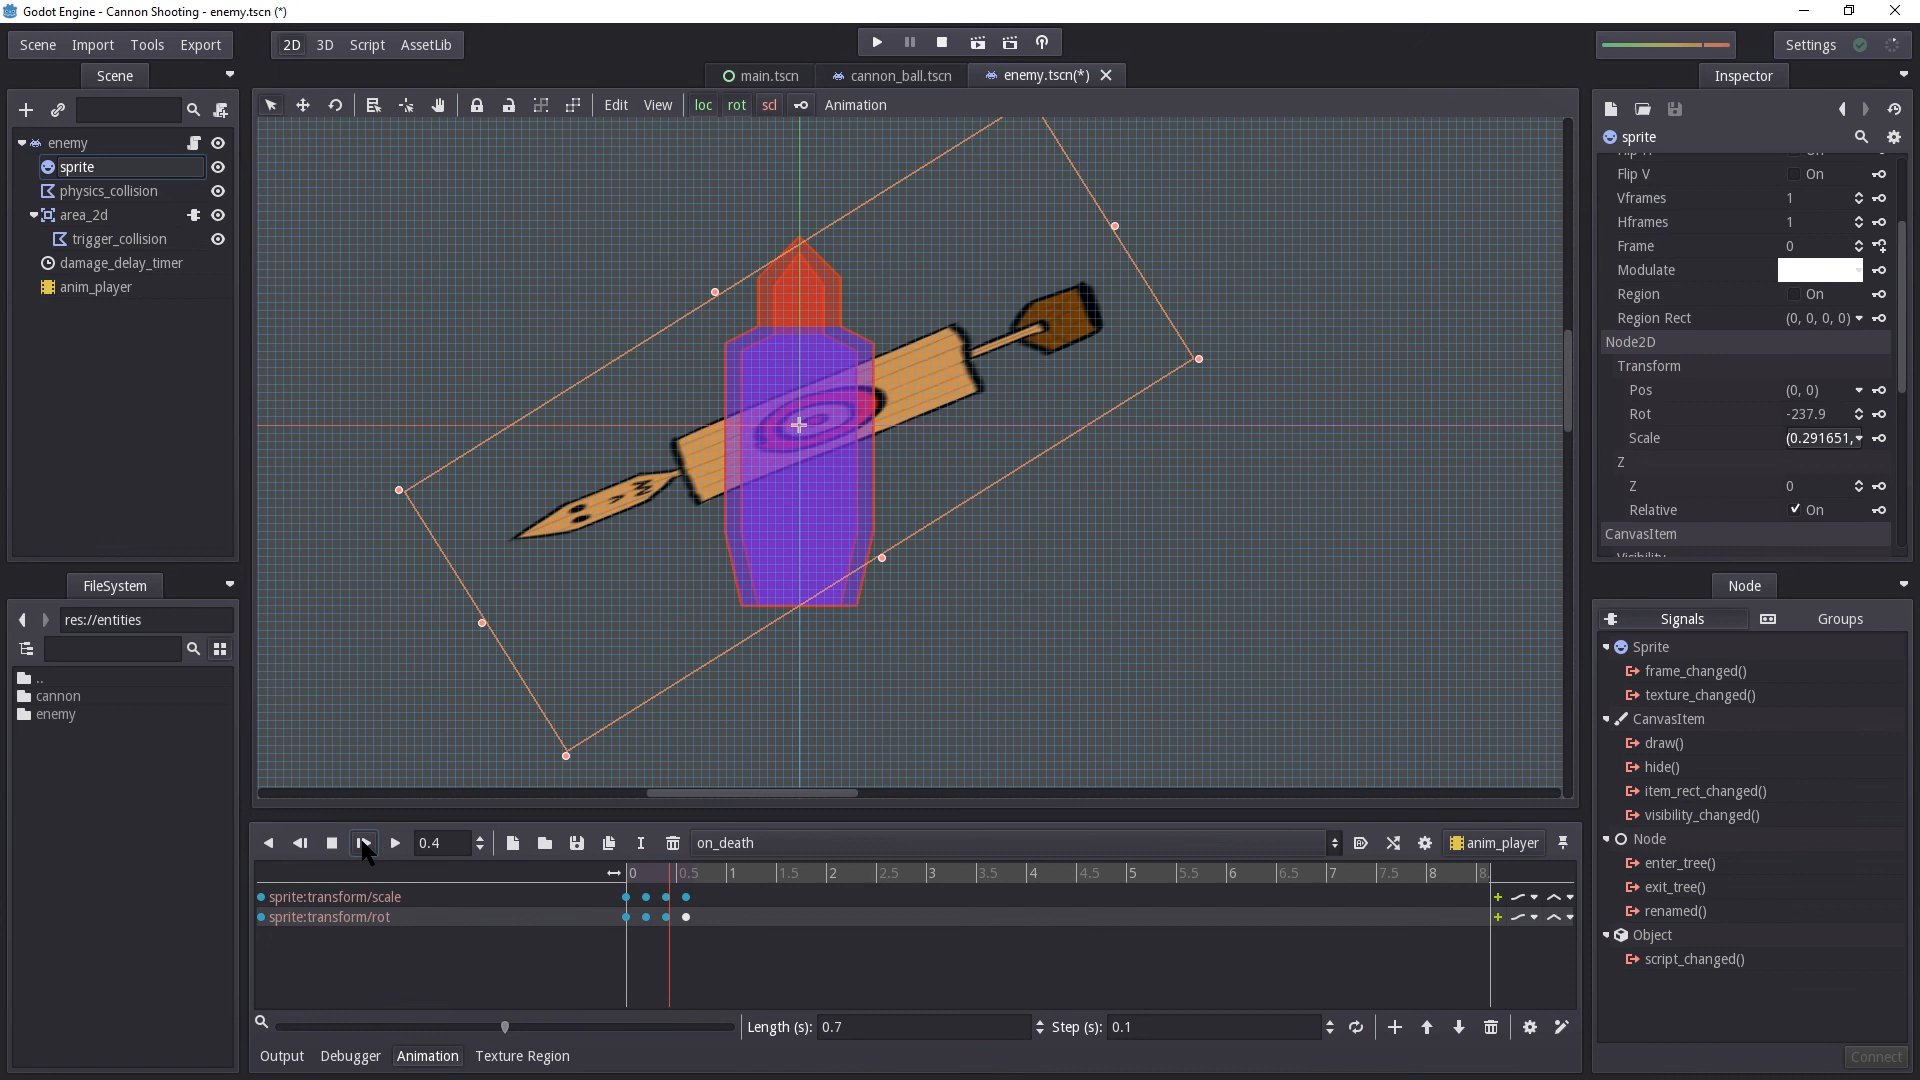 Godot Engine - Cannon Shooting - enemy.tscn (*)
Scene Import Tools Export
2D 3D Script AssetLib
Settings
Scene
main.tscn cannon_ball.tscn enemy.tscn(*)
Inspector
Edit View loc rot scl Animation
enemy
sprite
physics_collision
area_2d
trigger_collision
damage_delay_timer
anim_player
sprite
Flip V On
Vframes 1
Hframes 1
Frame 0
Modulate
Region On
Region Rect (0, 0, 0, 0)
Node2D
Transform
Pos (0, 0)
Rot -237.9
Scale (0.291651,
Z
Z 0
Relative On
CanvasItem
FileSystem
res://entities
..
cannon
enemy
Node
Signals Groups
Sprite
frame_changed()
texture_changed()
CanvasItem
draw()
hide()
item_rect_changed()
visibility_changed()
Node
enter_tree()
exit_tree()
renamed()
Object
script_changed()
Connect
0.4 on_death anim_player
0 0.5 1 1.5 2 2.5 3 3.5 4 4.5 5 5.5 6 6.5 7 7.5 8 8.
sprite:transform/scale
sprite:transform/rot
Length (s): 0.7 Step (s): 0.1
Output Debugger Animation Texture Region